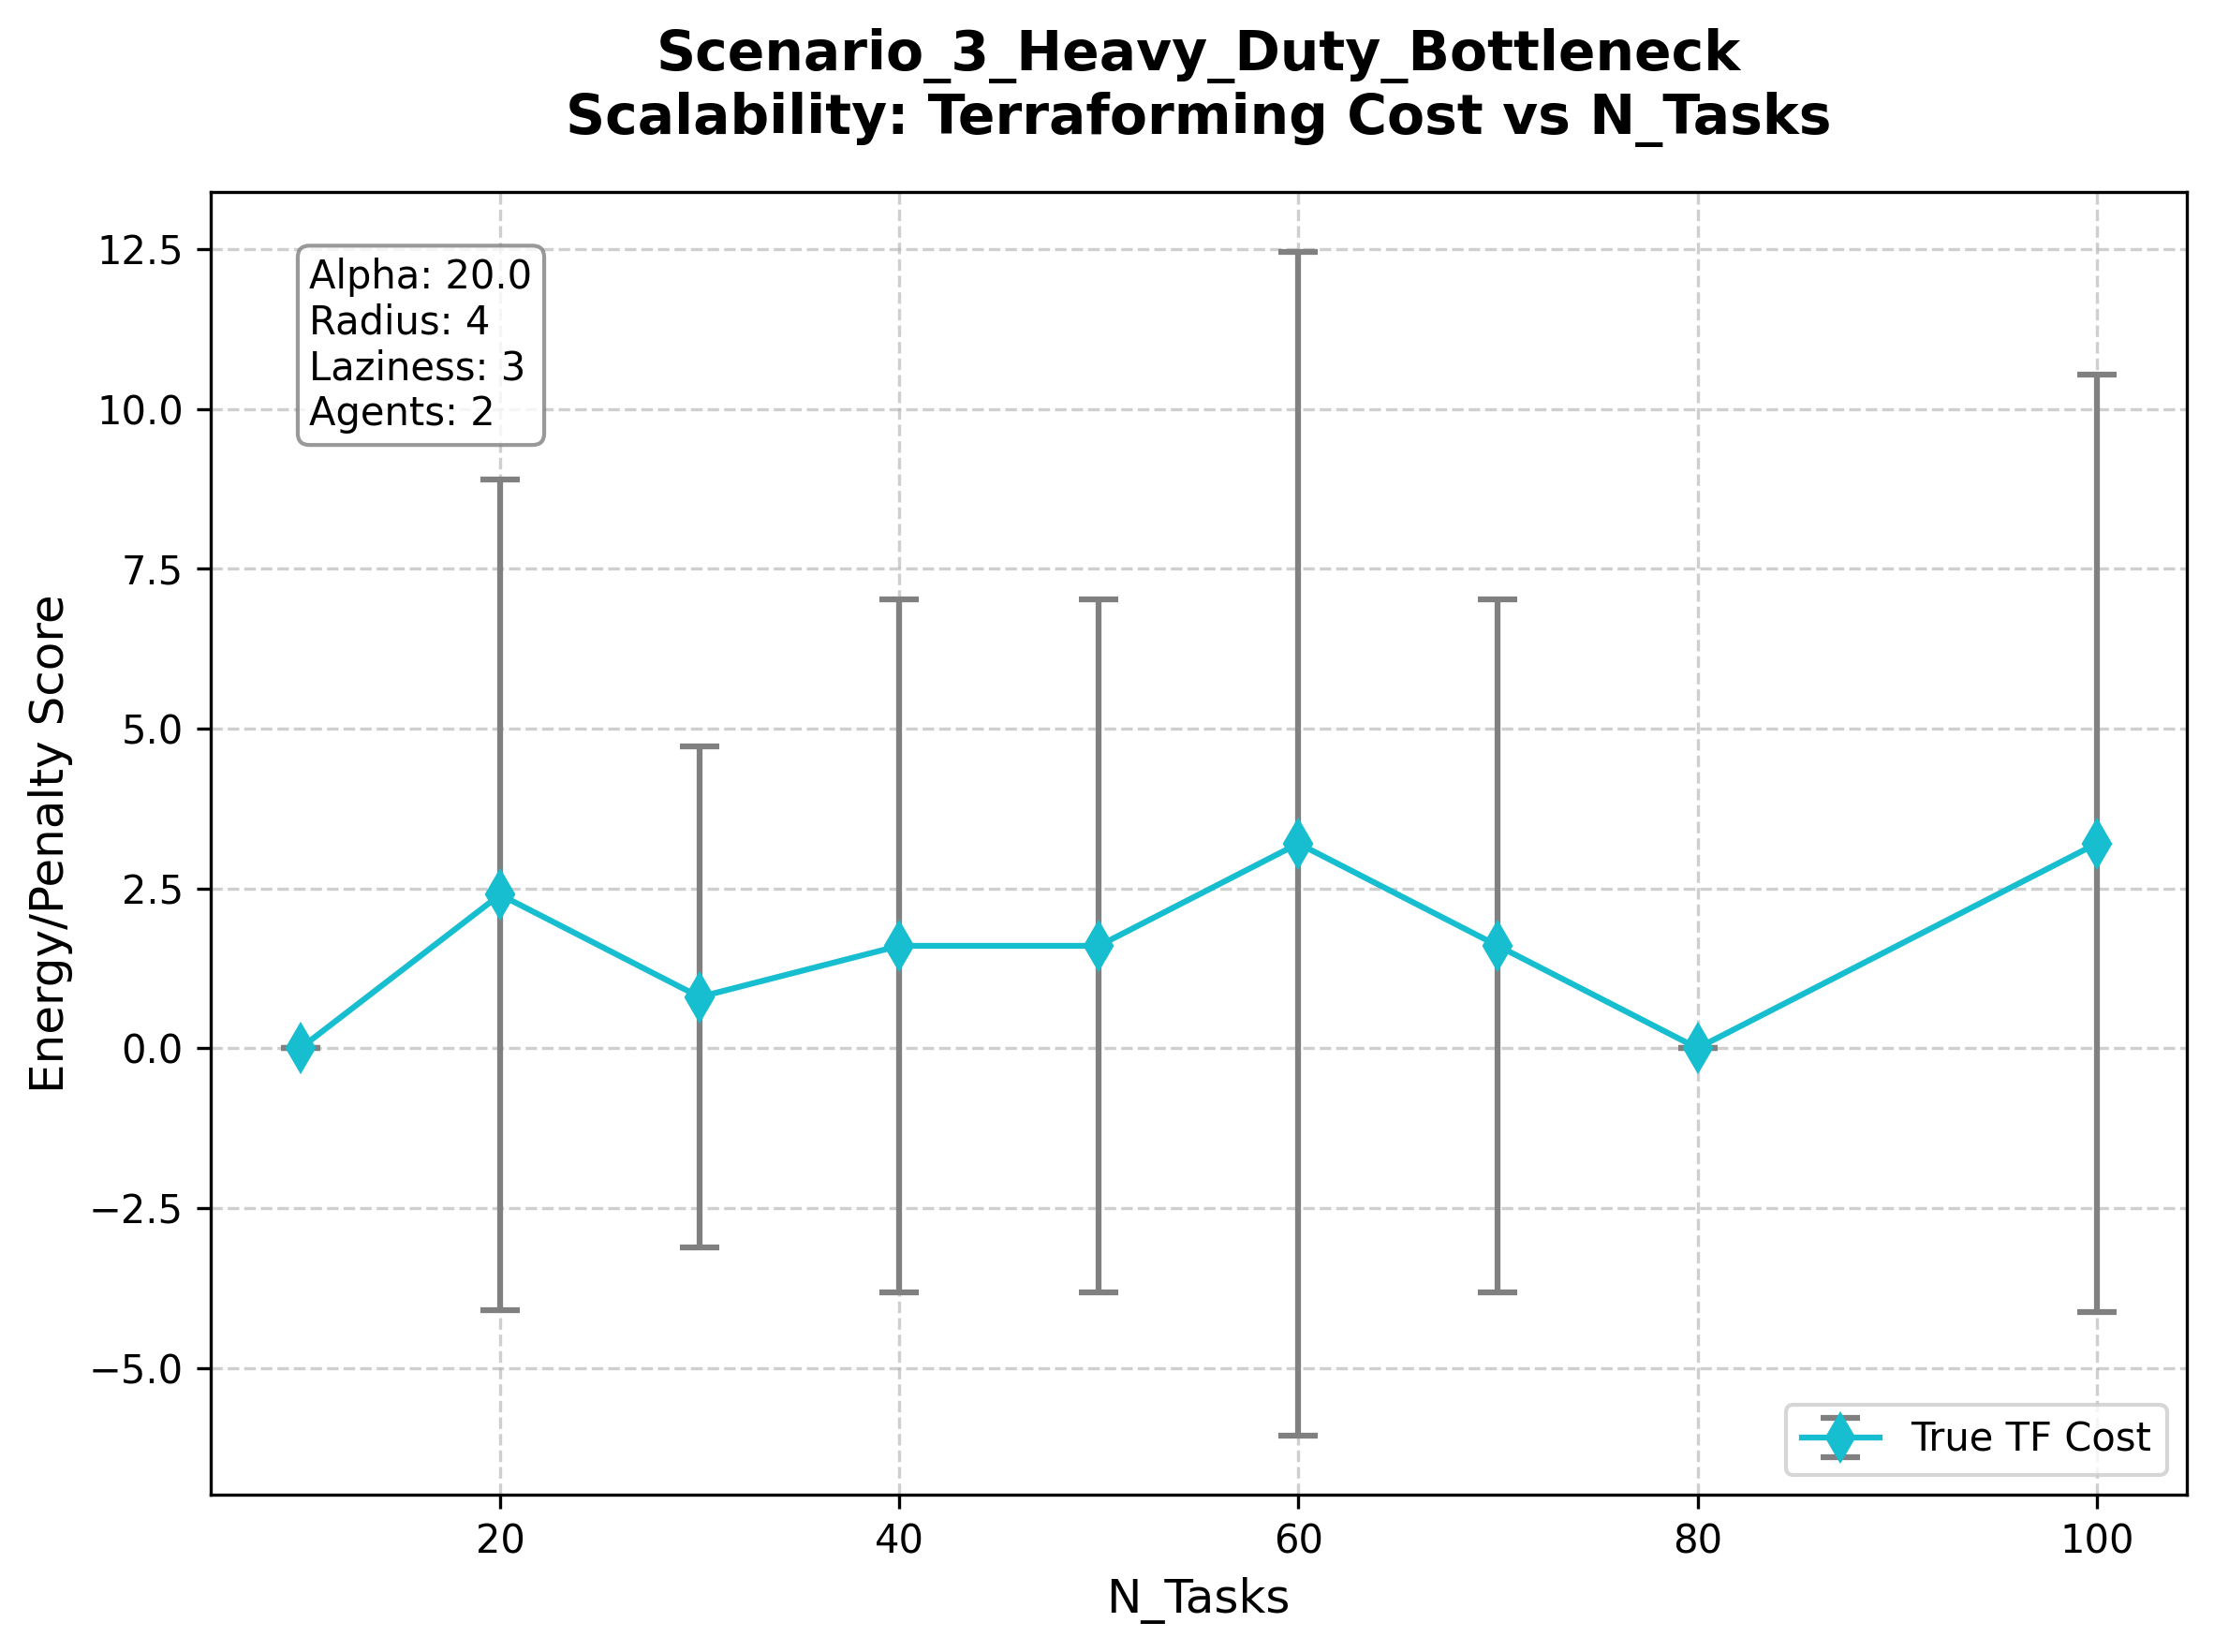 Scenario_3_Heavy_Duty_Bottleneck
Scalability: Terraforming Cost vs N_Tasks
Energy/Penalty Score
12.5
10.0
7.5
5.0
2.5
0.0
−2.5
−5.0
Alpha: 20.0
Radius: 4
Laziness: 3
Agents: 2
True TF Cost
20
40
60
80
100
N_Tasks